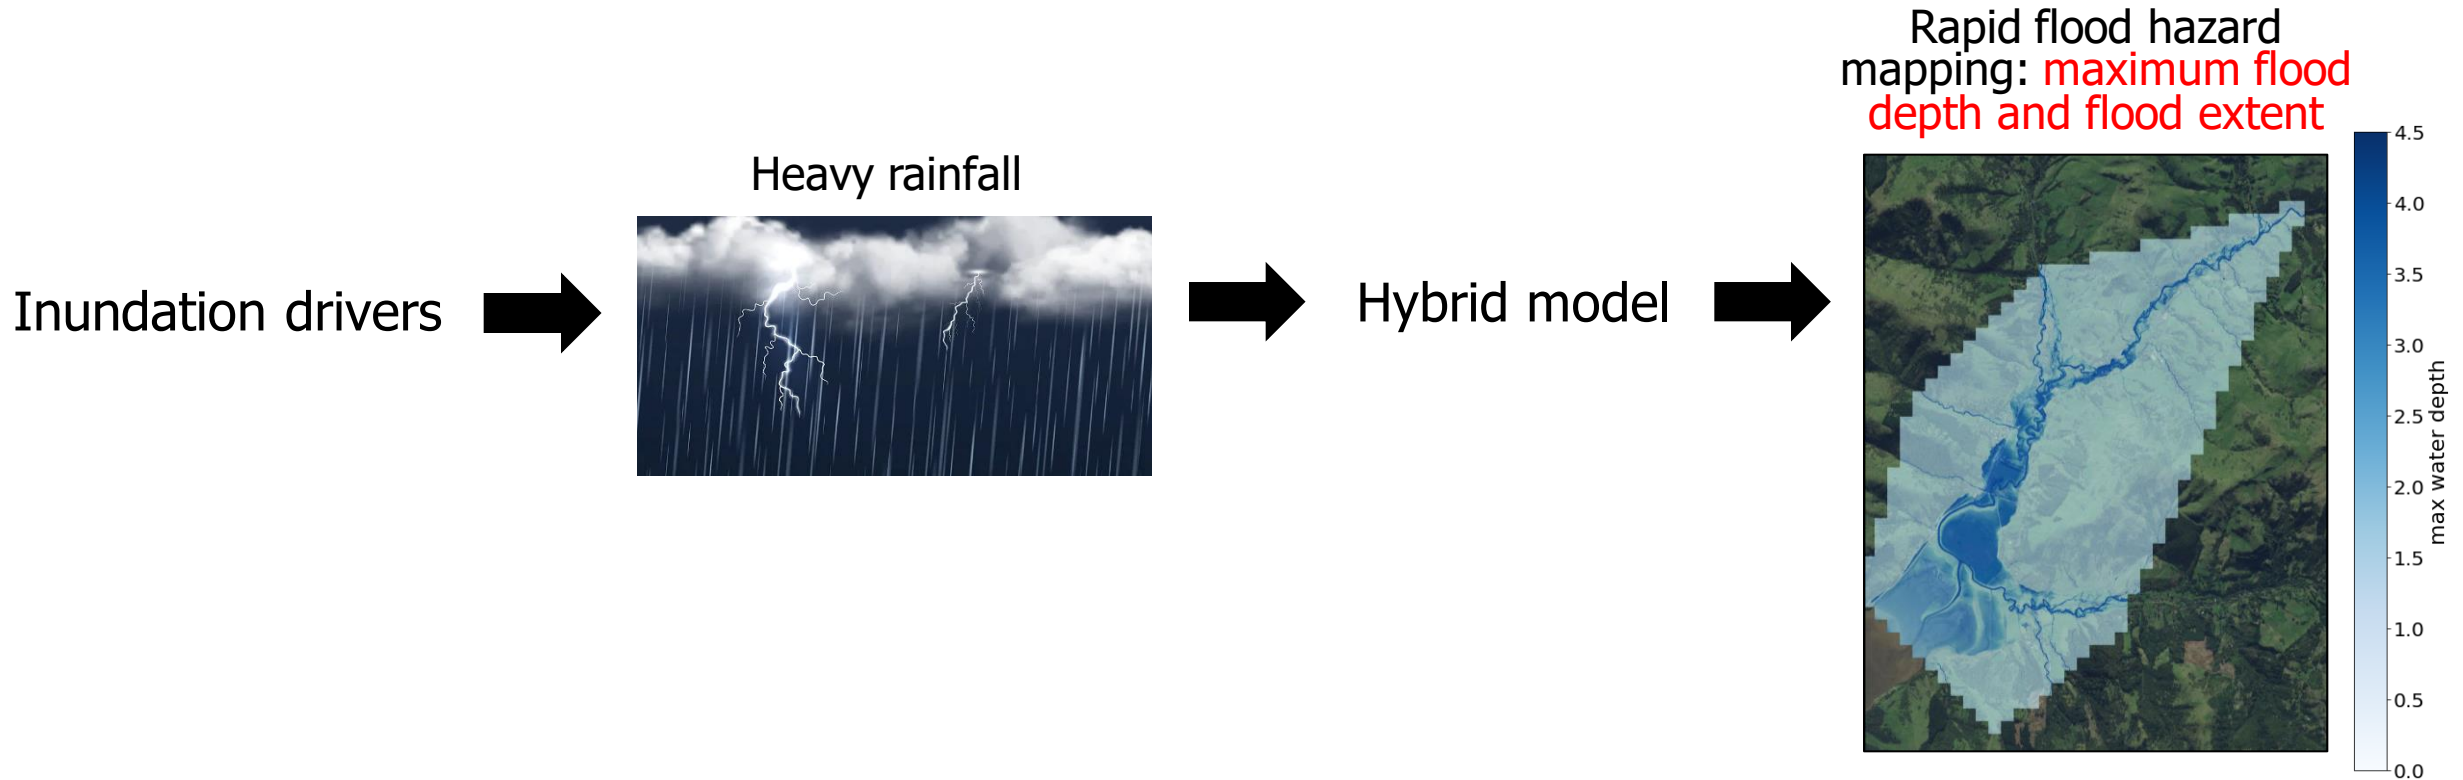 Inundation drivers
Heavy rainfall
Hybrid model
Rapid flood hazard
mapping: maximum flood
depth and flood extent
4.5
4.0
3.5
3.0
2.5
2.0
1.5
1.0
0.5
0.0
max water depth